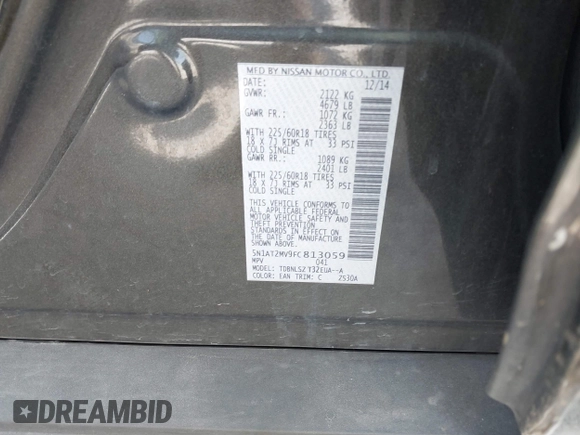 MFD BY NISSAN MOTOR CO., LTD.
DATE: 12/14
GVWR: 2122 KG
4679 LB
GAWR FR.: 1072 KG
2363 LB
WITH 225/60R18 TIRES
18 X 7J RIMS AT 33 PSI
COLD SINGLE
GAWR RR.: 1089 KG
2401 LB
WITH 225/60R18 TIRES
18 X 7J RIMS AT 33 PSI
COLD SINGLE
THIS VEHICLE CONFORMS TO
ALL APPLICABLE FEDERAL
MOTOR VEHICLE SAFETY AND
THEFT PREVENTION
STANDARDS IN EFFECT ON
THE DATE OF MANUFACTURE
SHOWN ABOVE.
5N1AT2MV9FC813059
MPV 041
MODEL: TDBNLSZT32EUA--A
COLOR: EAN TRIM: C 2530A
DREAMBID